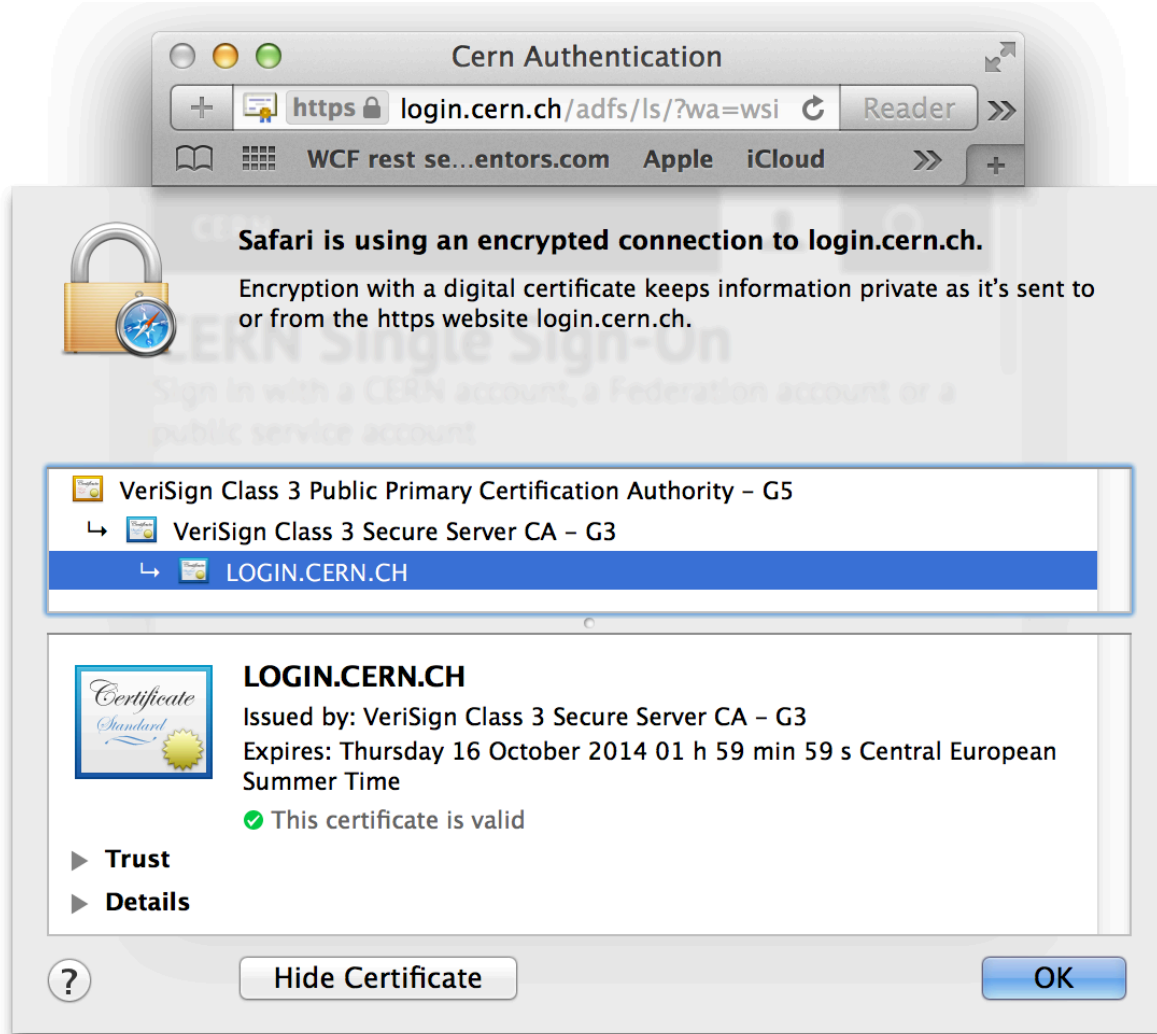 Cern Authentication
https login.cern.ch/adfs/ls/?wa=wsi Reader
WCF rest se...entors.com Apple iCloud
CERN
Safari is using an encrypted connection to login.cern.ch.
Encryption with a digital certificate keeps information private as it's sent to
or from the https website login.cern.ch.
CERN Single Sign-On
Sign in with a CERN account, a Federation account or a
public service account
VeriSign Class 3 Public Primary Certification Authority – G5
VeriSign Class 3 Secure Server CA – G3
LOGIN.CERN.CH
Certificate
Standard
LOGIN.CERN.CH
Issued by: VeriSign Class 3 Secure Server CA – G3
Expires: Thursday 16 October 2014 01 h 59 min 59 s Central European
Summer Time
This certificate is valid
Trust
Details
? Hide Certificate OK